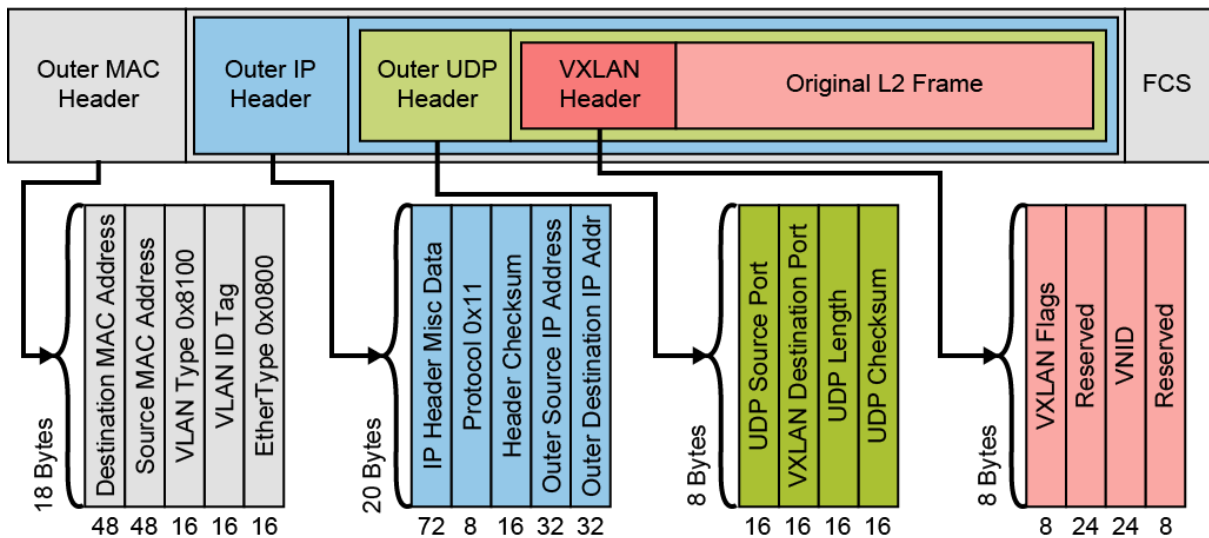 Outer MAC
Header
Outer IP
Header
Outer UDP
Header
VXLAN
Header
Original L2 Frame
FCS
18 Bytes
Destination MAC Address
Source MAC Address
VLAN Type 0x8100
VLAN ID Tag
EtherType 0x0800
48 48 16 16 16
20 Bytes
IP Header Misc Data
Protocol 0x11
Header Checksum
Outer Source IP Address
Outer Destination IP Addr
72 8 16 32 32
8 Bytes
UDP Source Port
VXLAN Destination Port
UDP Length
UDP Checksum
16 16 16 16
8 Bytes
VXLAN Flags
Reserved
VNID
Reserved
8 24 24 8